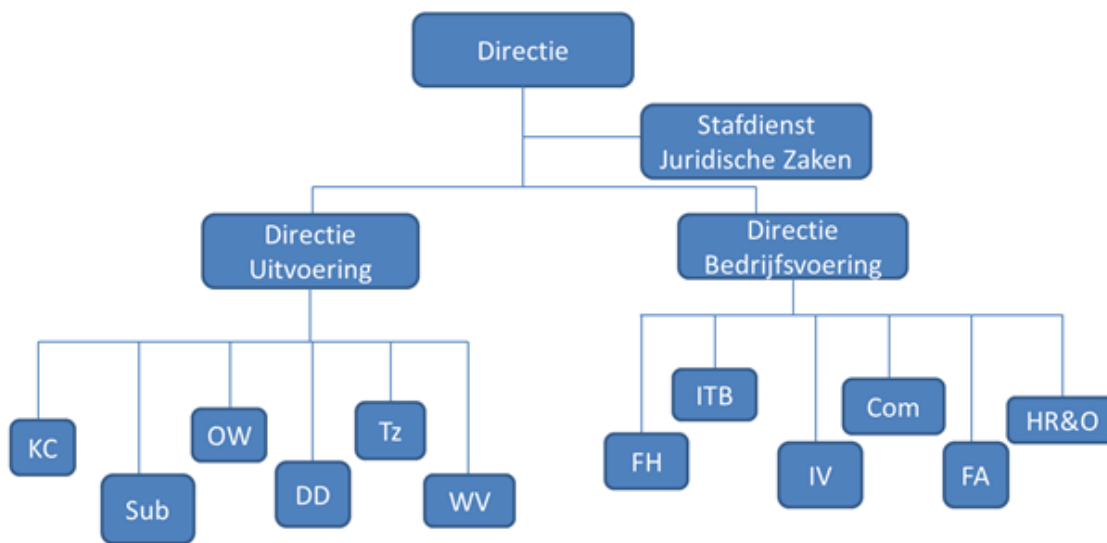 Directie
Stafdienst
Juridische Zaken
Directie
Uitvoering
Directie
Bedrijfsvoering
KC
Sub
OW
DD
Tz
WV
FH
ITB
IV
Com
FA
HR&O